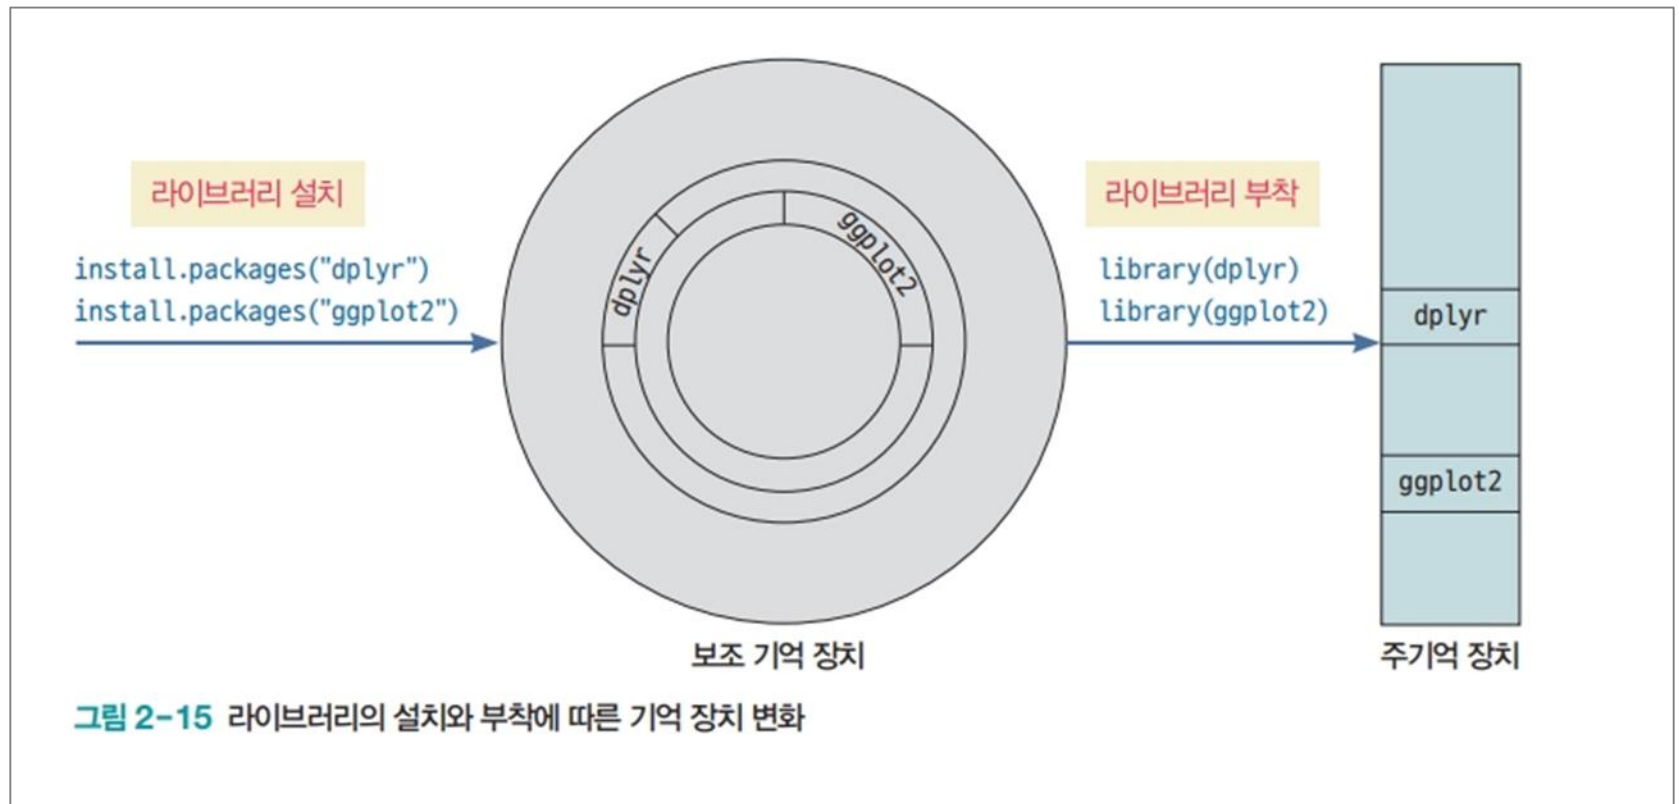 라이브러리 설치
install.packages("dplyr")
install.packages("ggplot2")
dplyr
ggplot2
보조 기억 장치
라이브러리 부착
library(dplyr)
library(ggplot2)
dplyr
ggplot2
주기억 장치
그림 2-15 라이브러리의 설치와 부착에 따른 기억 장치 변화